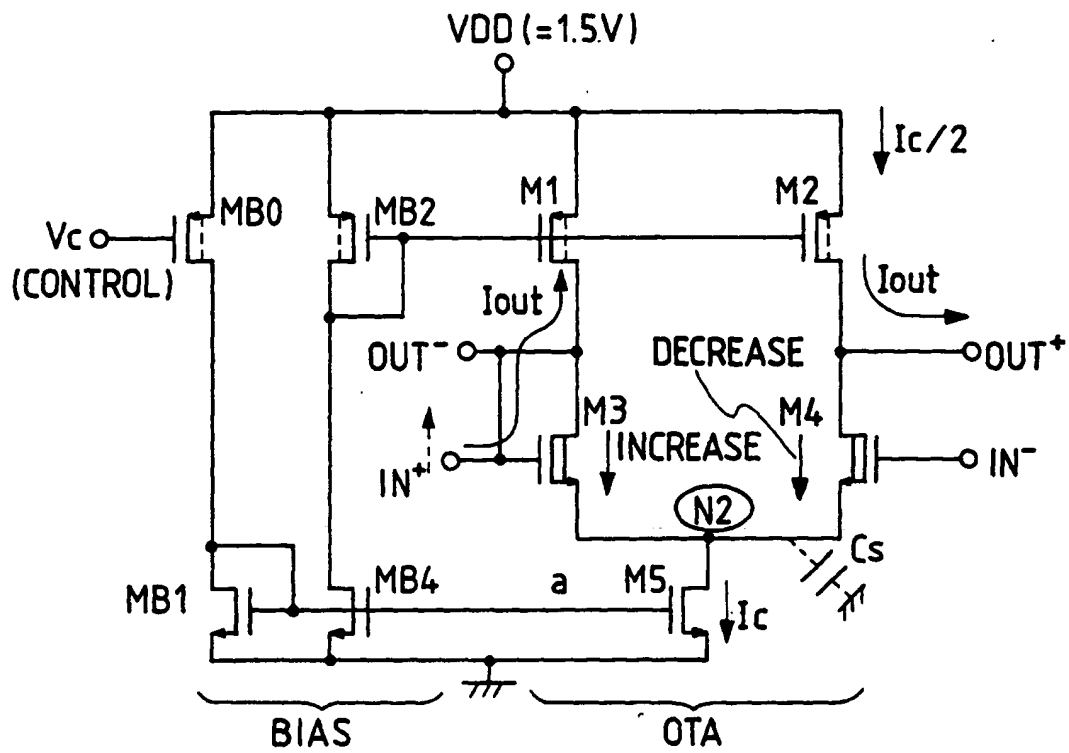 VDD (=1.5V)
Ic/2
M1
M2
MB0
MB2
Vc
(CONTROL)
Iout
Iout
OUT-
DECREASE
OUT+
M3
M4
INCREASE
IN+
IN-
N2
Cs
MB1
MB4
a
M5
Ic
BIAS
OTA